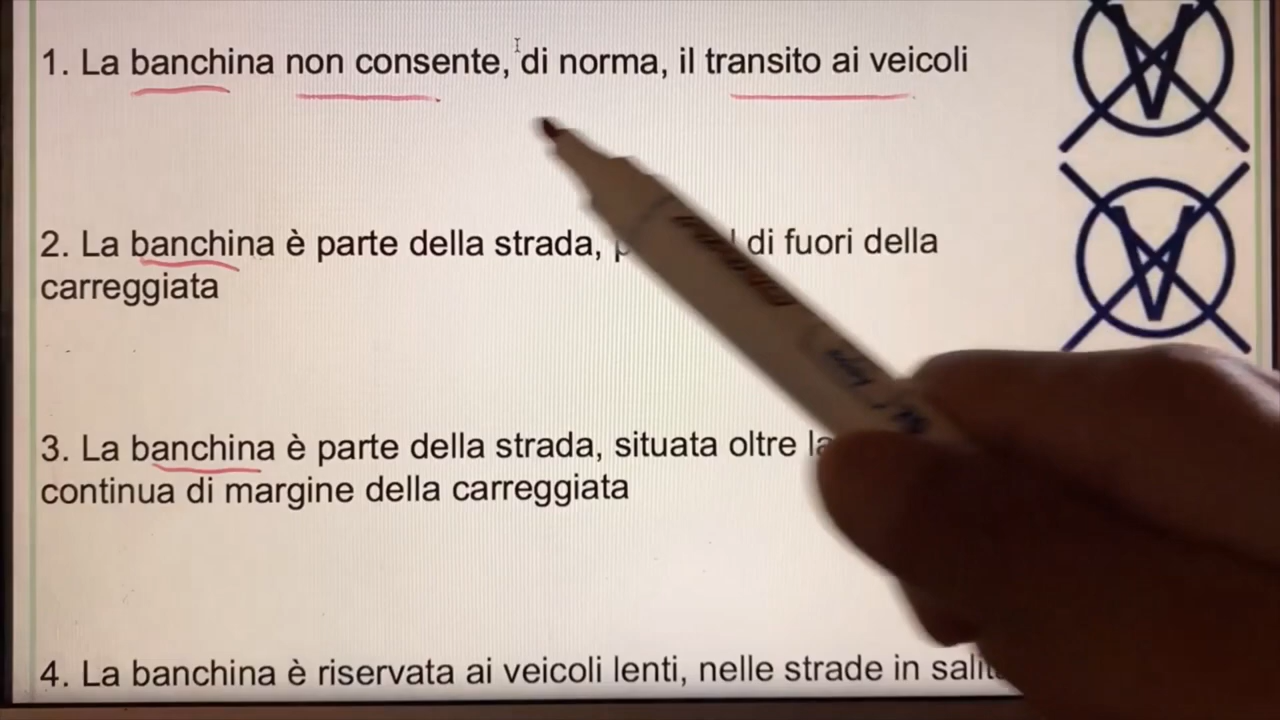 1. La banchina non consente, di norma, il transito ai veicoli
V
2. La banchina è parte della strada, di fuori della
carreggiata
V
3. La banchina è parte della strada, situata oltre
continua di margine della carreggiata
4. La banchina è riservata ai veicoli lenti, nelle strade in